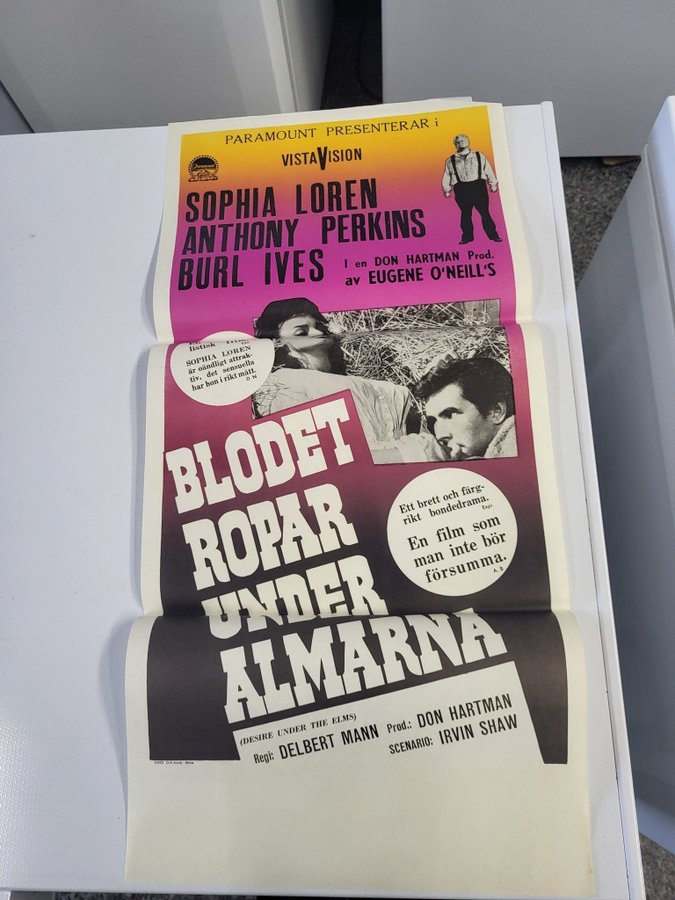 PARAMOUNT PRESENTERAR i
VISTAVISION
Paramount
SOPHIA LOREN
ANTHONY PERKINS
BURL IVES
I en DON HARTMAN Prod.
av EUGENE O'NEILL'S
SOPHIA LOREN
är oändligt attrak-
tiv, det sensuella
har hon i rikt mått.
D N
BLODET
ROPAR
UNDER
ALMARNA
Ett brett och färg-
rikt bondedrama.
Expr
En film som
man inte bör
försumma.
A. B
(DESIRE UNDER THE ELMS)
Regi: DELBERT MANN Prod.: DON HARTMAN
SCENARIO: IRVIN SHAW